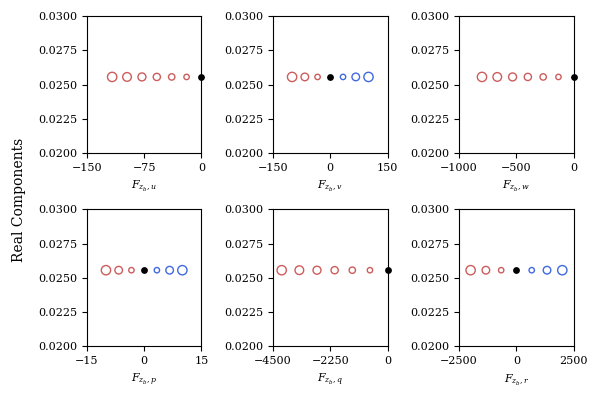 0.0300 0.0300 0.0300
0.0275 0.0275 0.0275
0.0250 0.0250 0.0250
0.0225 0.0225 0.0225
0.0200 0.0200 0.0200
−150 −75 0 −150 0 150 −1000 −500 0
F_{z_b},u F_{z_b},v F_{z_b},w
Real Components
0.0300 0.0300 0.0300
0.0275 0.0275 0.0275
0.0250 0.0250 0.0250
0.0225 0.0225 0.0225
0.0200 0.0200 0.0200
−15 0 15 −4500 −2250 0 −2500 0 2500
F_{z_b},p F_{z_b},q F_{z_b},r